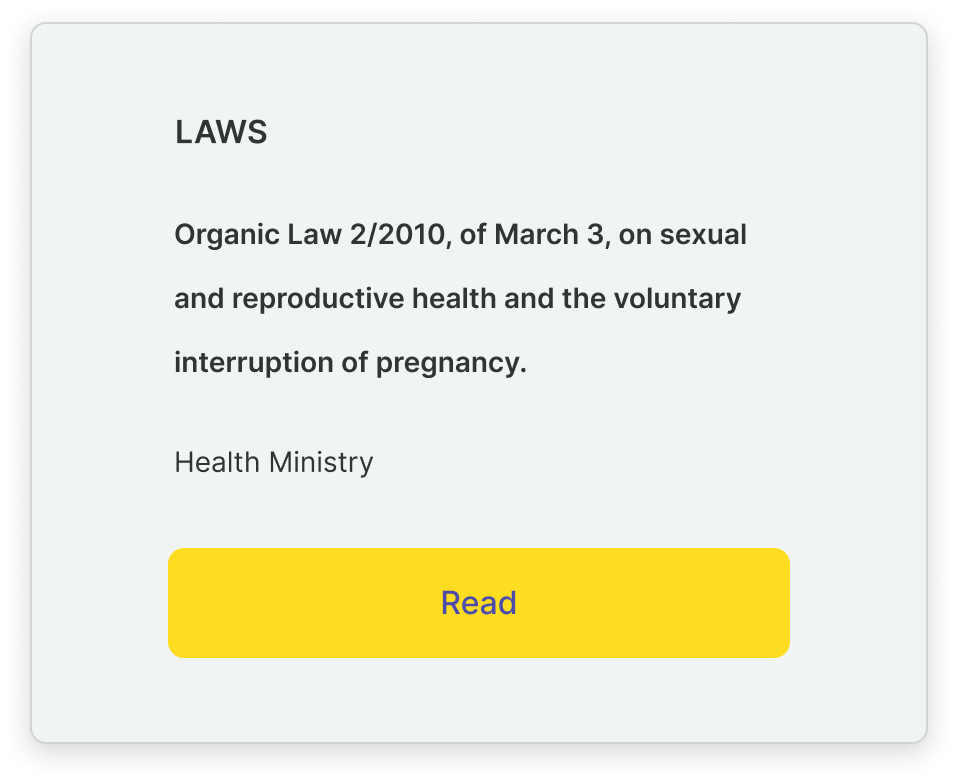 LAWS
Organic Law 2/2010, of March 3, on sexual
and reproductive health and the voluntary
interruption of pregnancy.
Health Ministry
Read